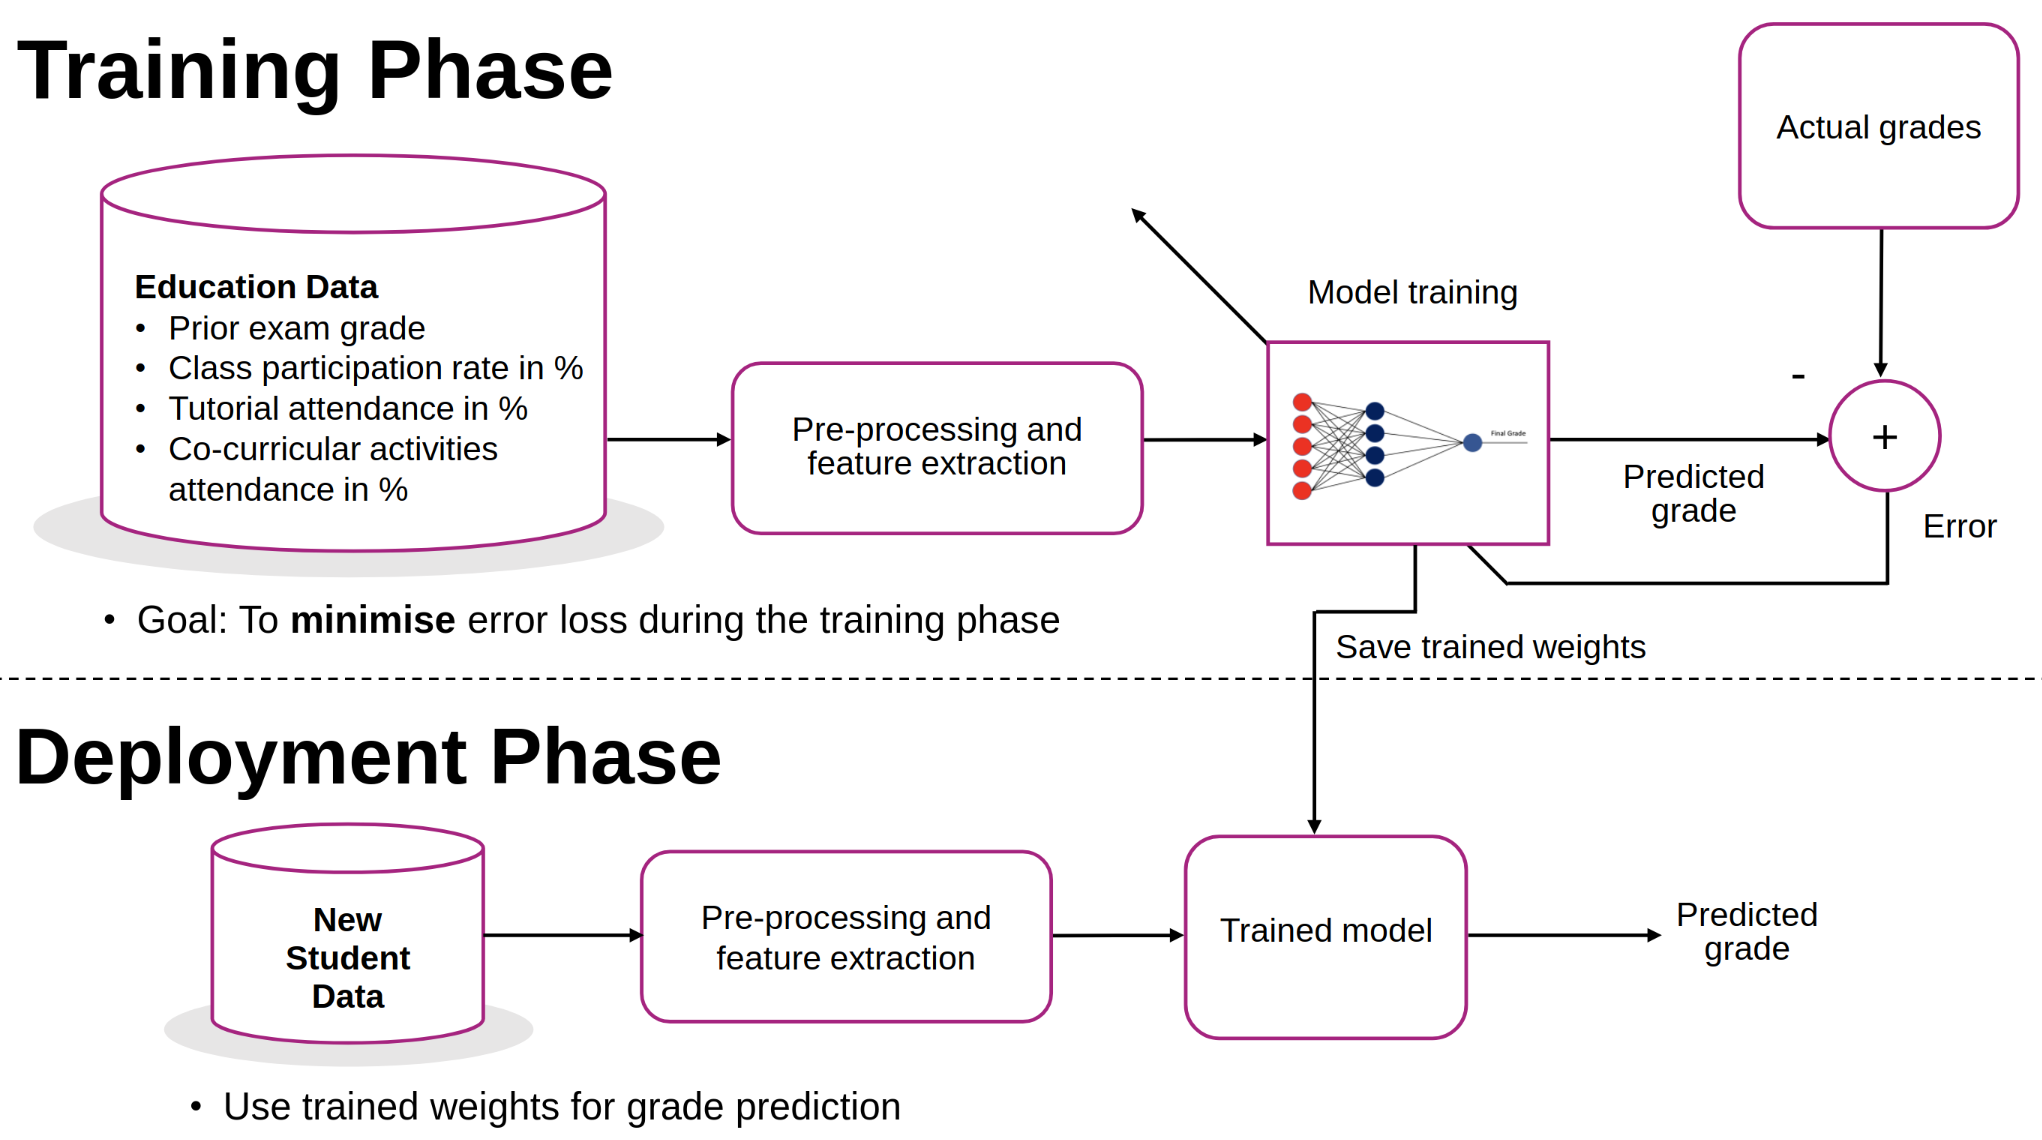 Training Phase
Actual grades
Education Data
• Prior exam grade
• Class participation rate in %
• Tutorial attendance in %
• Co-curricular activities
attendance in %
Pre-processing and
feature extraction
Model training
Final Grade
Predicted
grade
-
+
Error
• Goal: To minimise error loss during the training phase
Save trained weights
Deployment Phase
New
Student
Data
Pre-processing and
feature extraction
Trained model
Predicted
grade
• Use trained weights for grade prediction